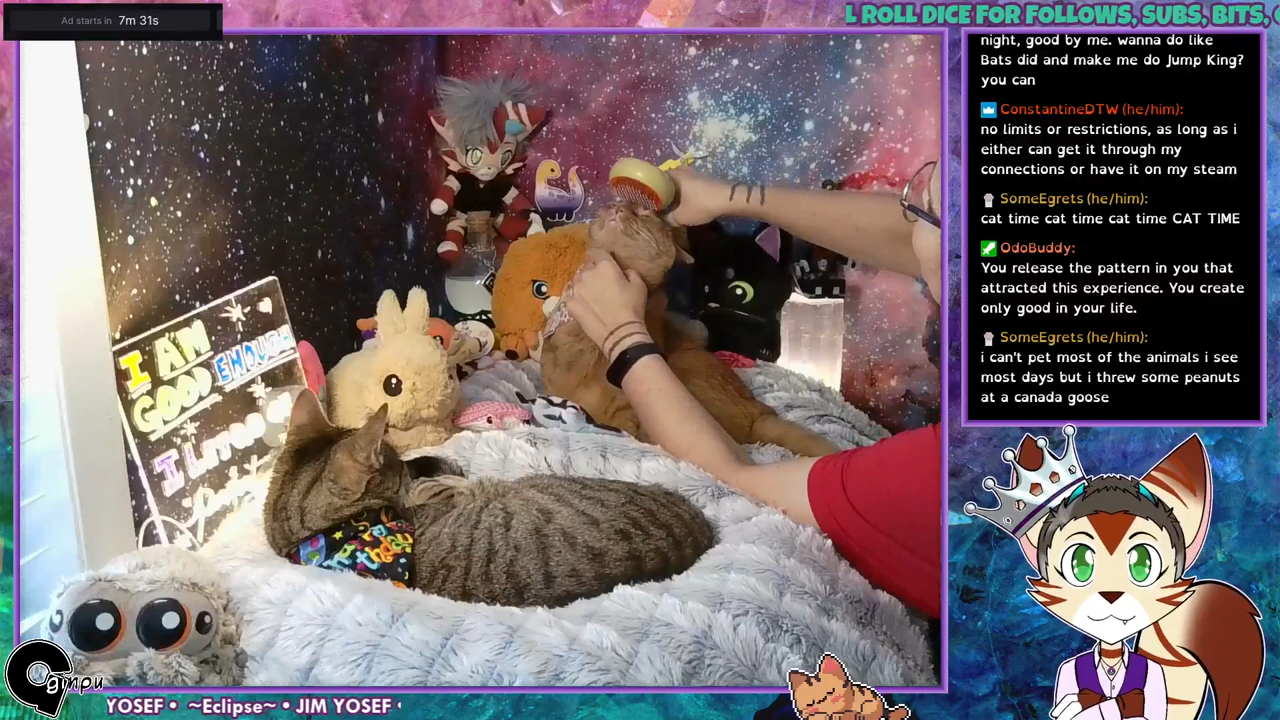 Ad starts in 7m 31s
L ROLL DICE FOR FOLLOWS, SUBS, BITS,
night, good by me. wanna do like
Bats did and make me do Jump King?
you can
ConstantineDTW (he/him):
no limits or restrictions, as long as i
either can get it through my
connections or have it on my steam
SomeEgrets (he/him):
cat time cat time cat time CAT TIME
OdoBuddy:
You release the pattern in you that
attracted this experience. You create
only good in your life.
SomeEgrets (he/him):
i can't pet most of the animals i see
most days but i threw some peanuts
at a canada goose
I AM
GOOD ENOUGH
I
ginpu
YOSEF • ~Eclipse~ • JIM YOSEF •